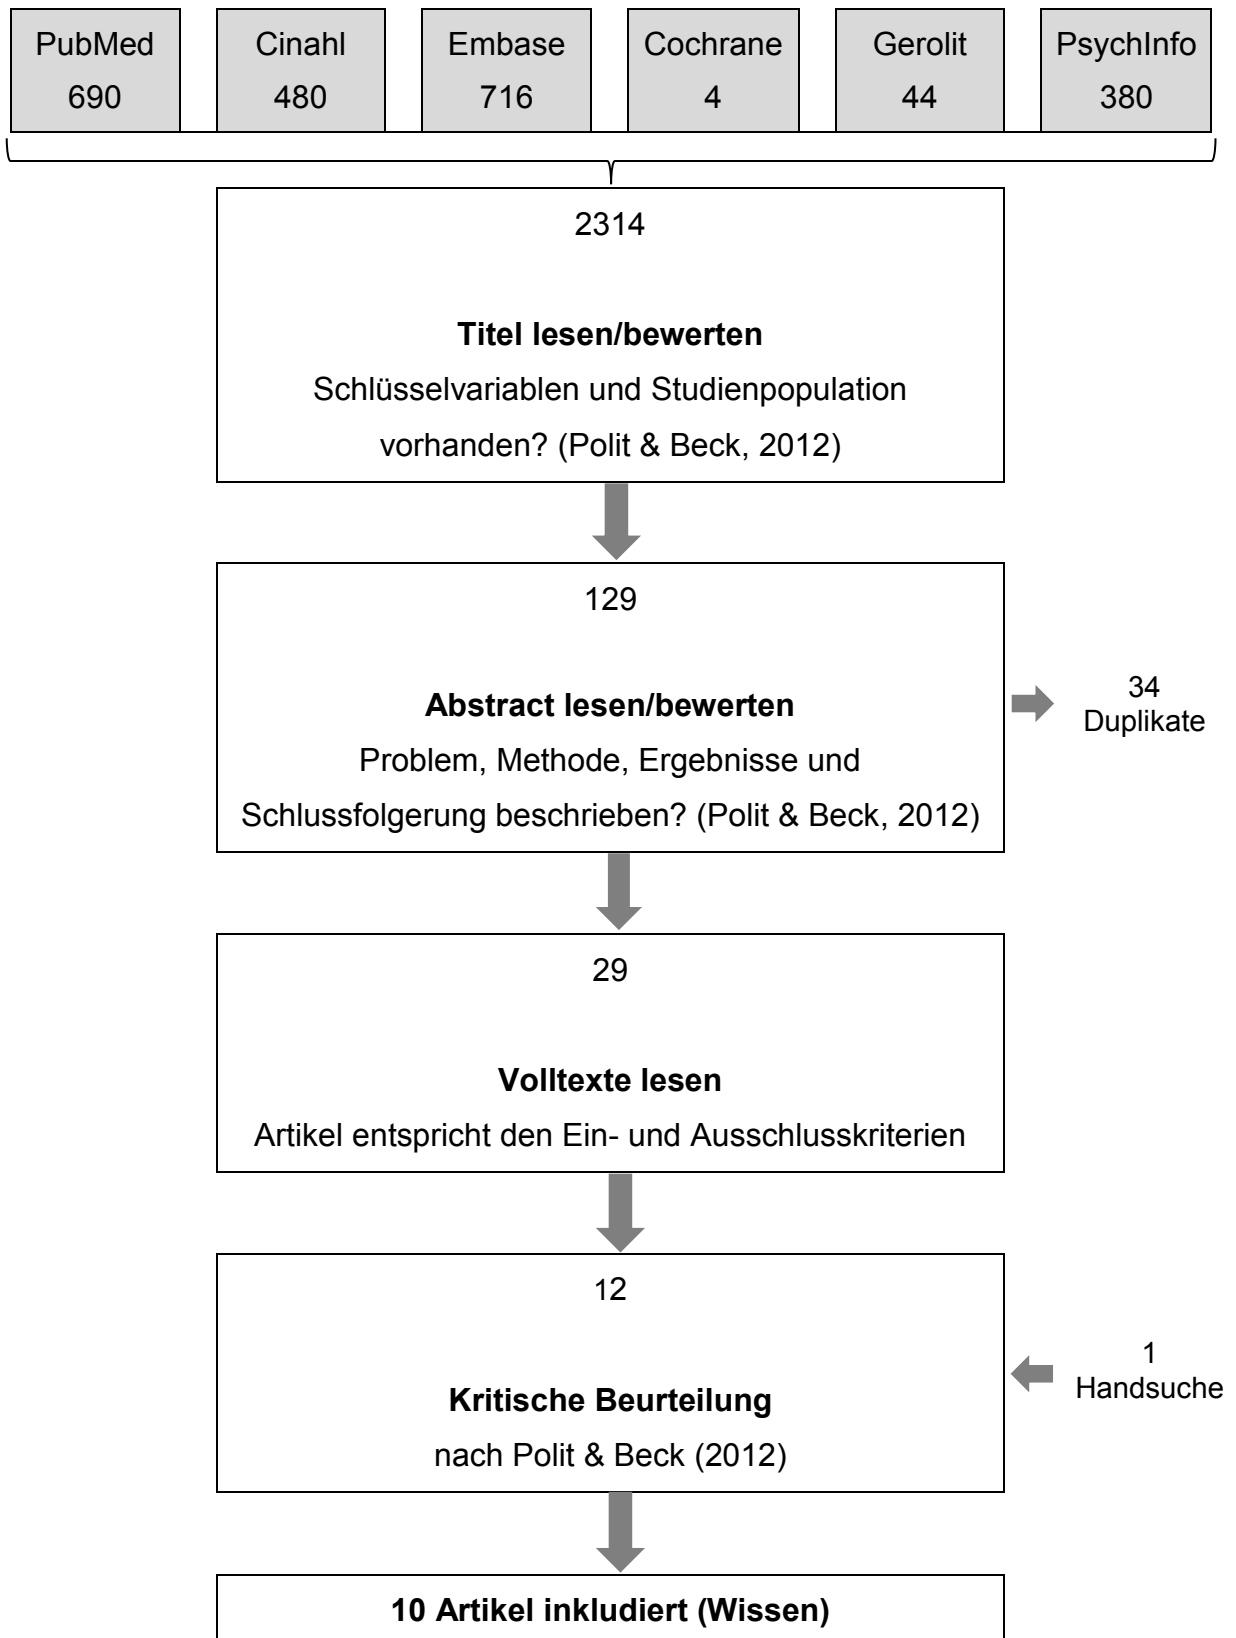 PubMed
690
Cinahl
480
Embase
716
Cochrane
4
Gerolit
44
PsychInfo
380
2314
Titel lesen/bewerten
Schlüsselvariablen und Studienpopulation
vorhanden? (Polit & Beck, 2012)
129
Abstract lesen/bewerten
Problem, Methode, Ergebnisse und
Schlussfolgerung beschrieben? (Polit & Beck, 2012)
34
Duplikate
29
Volltexte lesen
Artikel entspricht den Ein- und Ausschlusskriterien
12
Kritische Beurteilung
nach Polit & Beck (2012)
1
Handsuche
10 Artikel inkludiert (Wissen)